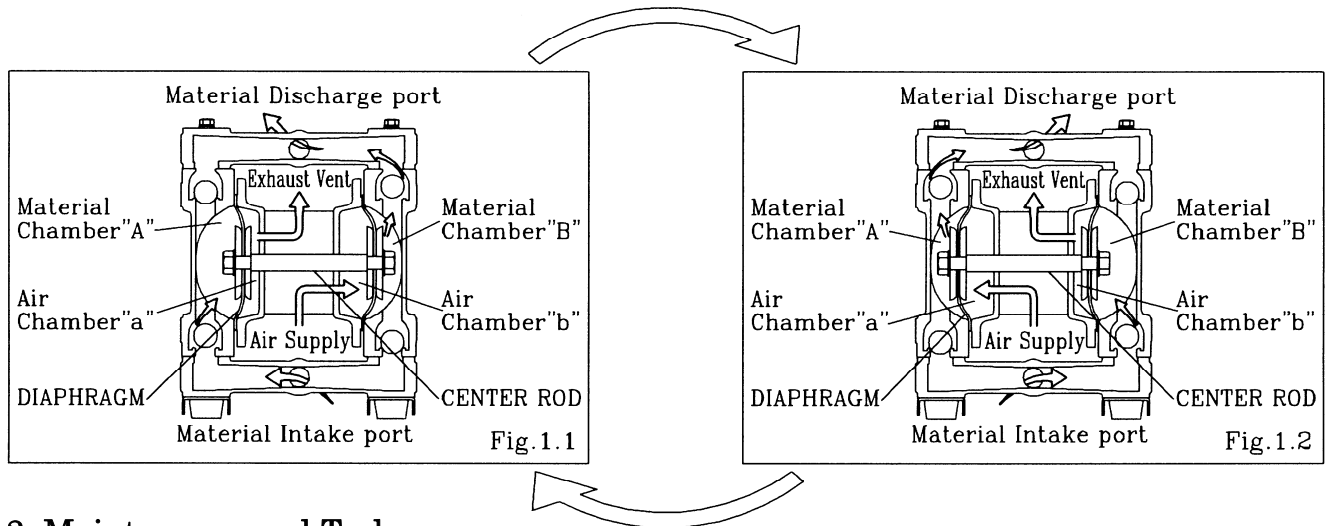 Material Discharge port
Exhaust Vent
Material
Chamber"A"
Material
Chamber"B"
Air
Chamber"a"
Air
Chamber"b"
Air Supply
DIAPHRAGM
CENTER ROD
Material Intake port
Fig.1.1
Material Discharge port
Exhaust Vent
Material
Chamber"A"
Material
Chamber"B"
Air
Chamber"a"
Air
Chamber"b"
Air Supply
DIAPHRAGM
CENTER ROD
Material Intake port
Fig.1.2